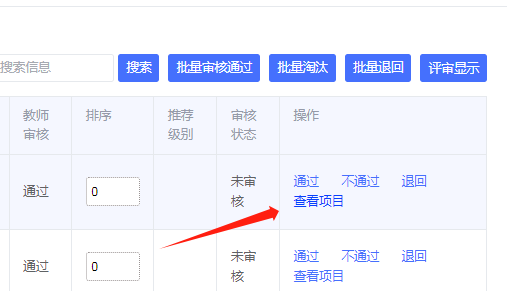 搜索信息 搜索 批量审核通过 批量淘汰 批量退回 评审显示
教师 排序 推荐 审核 操作
审核 级别 状态
通过 0 未审 通过 不通过 退回
核 查看项目
通过 0 未审 通过 不通过 退回
核 查看项目